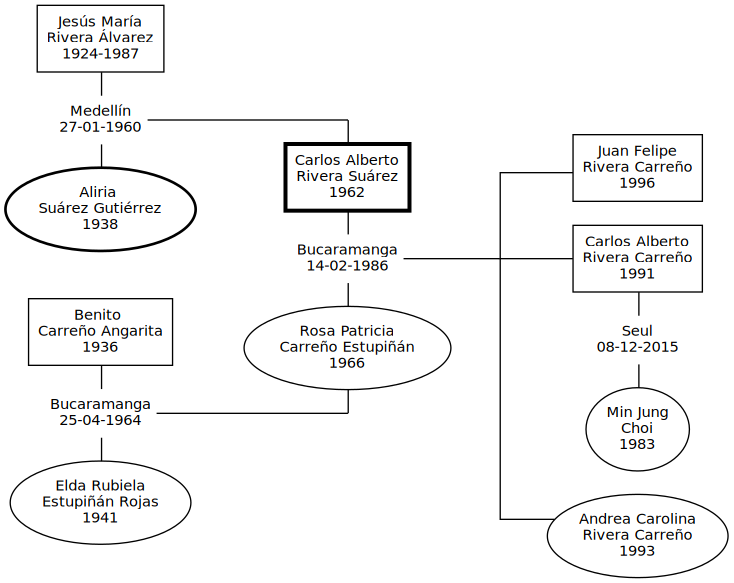 Jesús María
Rivera Álvarez
1924-1987
Medellín
27-01-1960
Aliria
Suárez Gutiérrez
1938
Carlos Alberto
Rivera Suárez
1962
Bucaramanga
14-02-1986
Rosa Patricia
Carreño Estupiñán
1966
Benito
Carreño Angarita
1936
Bucaramanga
25-04-1964
Elda Rubiela
Estupiñán Rojas
1941
Juan Felipe
Rivera Carreño
1996
Carlos Alberto
Rivera Carreño
1991
Seul
08-12-2015
Min Jung
Choi
1983
Andrea Carolina
Rivera Carreño
1993